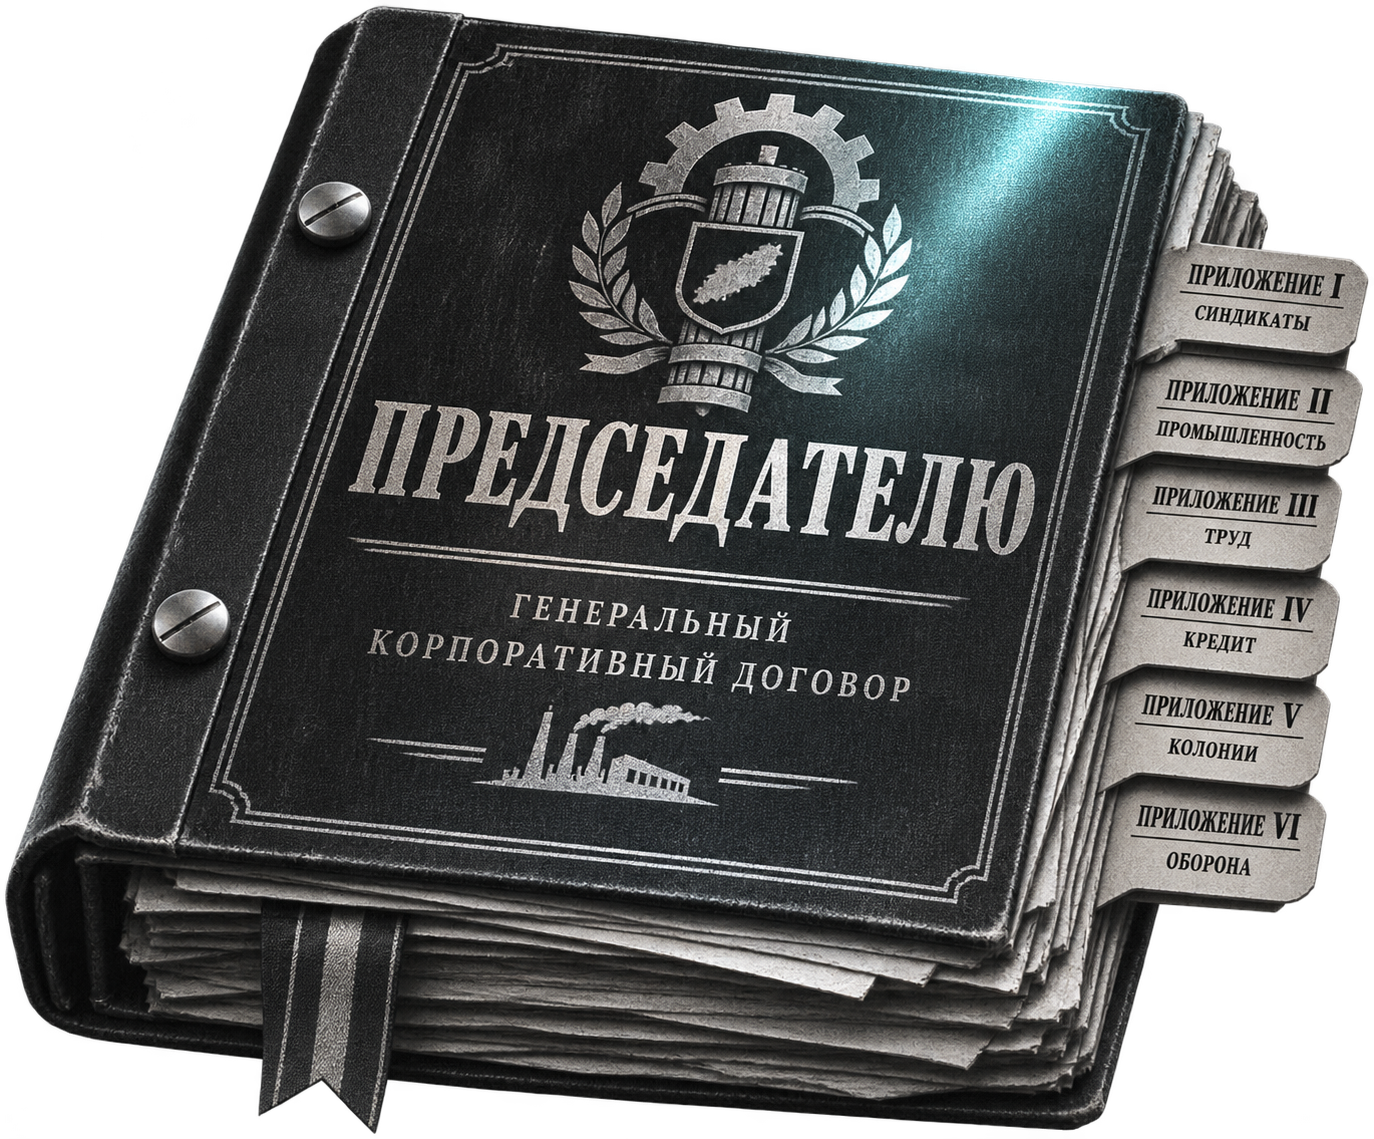 ПРЕДСЕДАТЕЛЮ
ГЕНЕРАЛЬНЫЙ
КОРПОРАТИВНЫЙ ДОГОВОР
ПРИЛОЖЕНИЕ I
СИНДИКАТЫ
ПРИЛОЖЕНИЕ II
ПРОМЫШЛЕННОСТЬ
ПРИЛОЖЕНИЕ III
ТРУД
ПРИЛОЖЕНИЕ IV
КРЕДИТ
ПРИЛОЖЕНИЕ V
КОЛОНИИ
ПРИЛОЖЕНИЕ VI
ОБОРОНА